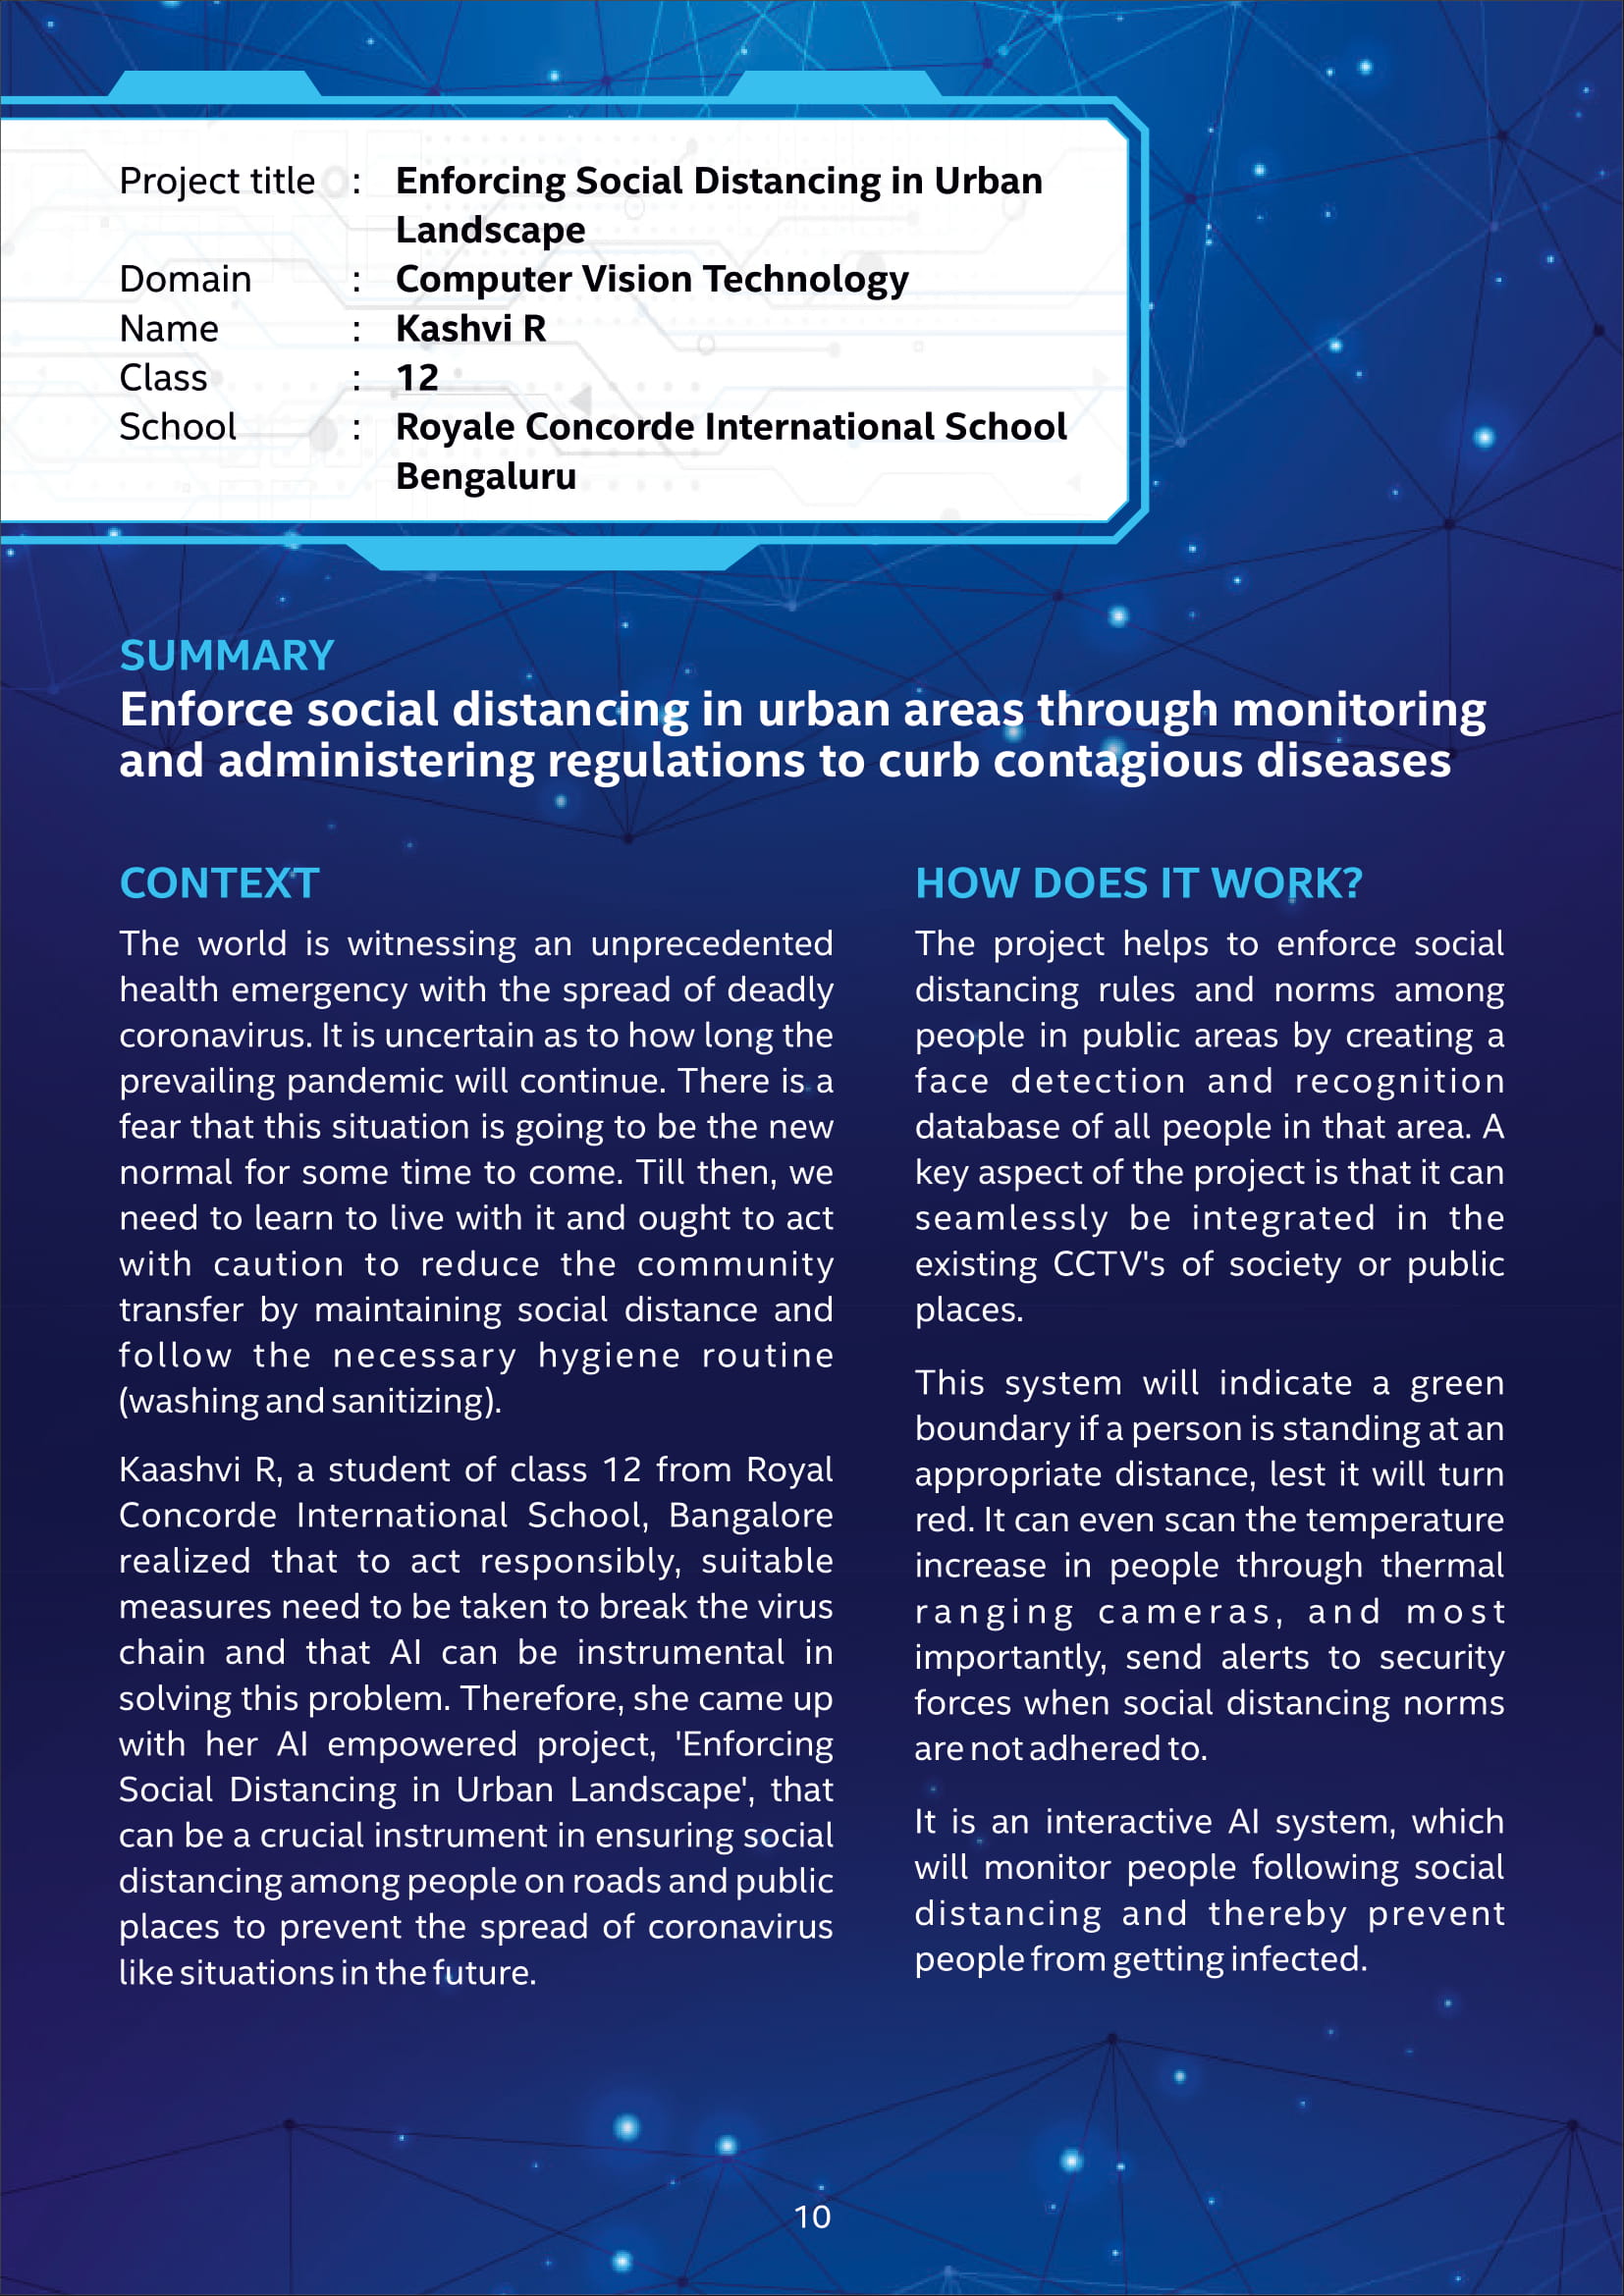 Project title : Enforcing Social Distancing in Urban
Landscape
Domain : Computer Vision Technology
Name : Kashvi R
Class : 12
School : Royale Concorde International School
Bengaluru
SUMMARY
Enforce social distancing in urban areas through monitoring
and administering regulations to curb contagious diseases
CONTEXT
The world is witnessing an unprecedented
health emergency with the spread of deadly
coronavirus. It is uncertain as to how long the
prevailing pandemic will continue. There is a
fear that this situation is going to be the new
normal for some time to come. Till then, we
need to learn to live with it and ought to act
with caution to reduce the community
transfer by maintaining social distance and
follow the necessary hygiene routine
(washing and sanitizing).
Kaashvi R, a student of class 12 from Royal
Concorde International School, Bangalore
realized that to act responsibly, suitable
measures need to be taken to break the virus
chain and that AI can be instrumental in
solving this problem. Therefore, she came up
with her AI empowered project, 'Enforcing
Social Distancing in Urban Landscape', that
can be a crucial instrument in ensuring social
distancing among people on roads and public
places to prevent the spread of coronavirus
like situations in the future.
HOW DOES IT WORK?
The project helps to enforce social
distancing rules and norms among
people in public areas by creating a
face detection and recognition
database of all people in that area. A
key aspect of the project is that it can
seamlessly be integrated in the
existing CCTV's of society or public
places.
This system will indicate a green
boundary if a person is standing at an
appropriate distance, lest it will turn
red. It can even scan the temperature
increase in people through thermal
ranging cameras, and most
importantly, send alerts to security
forces when social distancing norms
are not adhered to.
It is an interactive AI system, which
will monitor people following social
distancing and thereby prevent
people from getting infected.
10